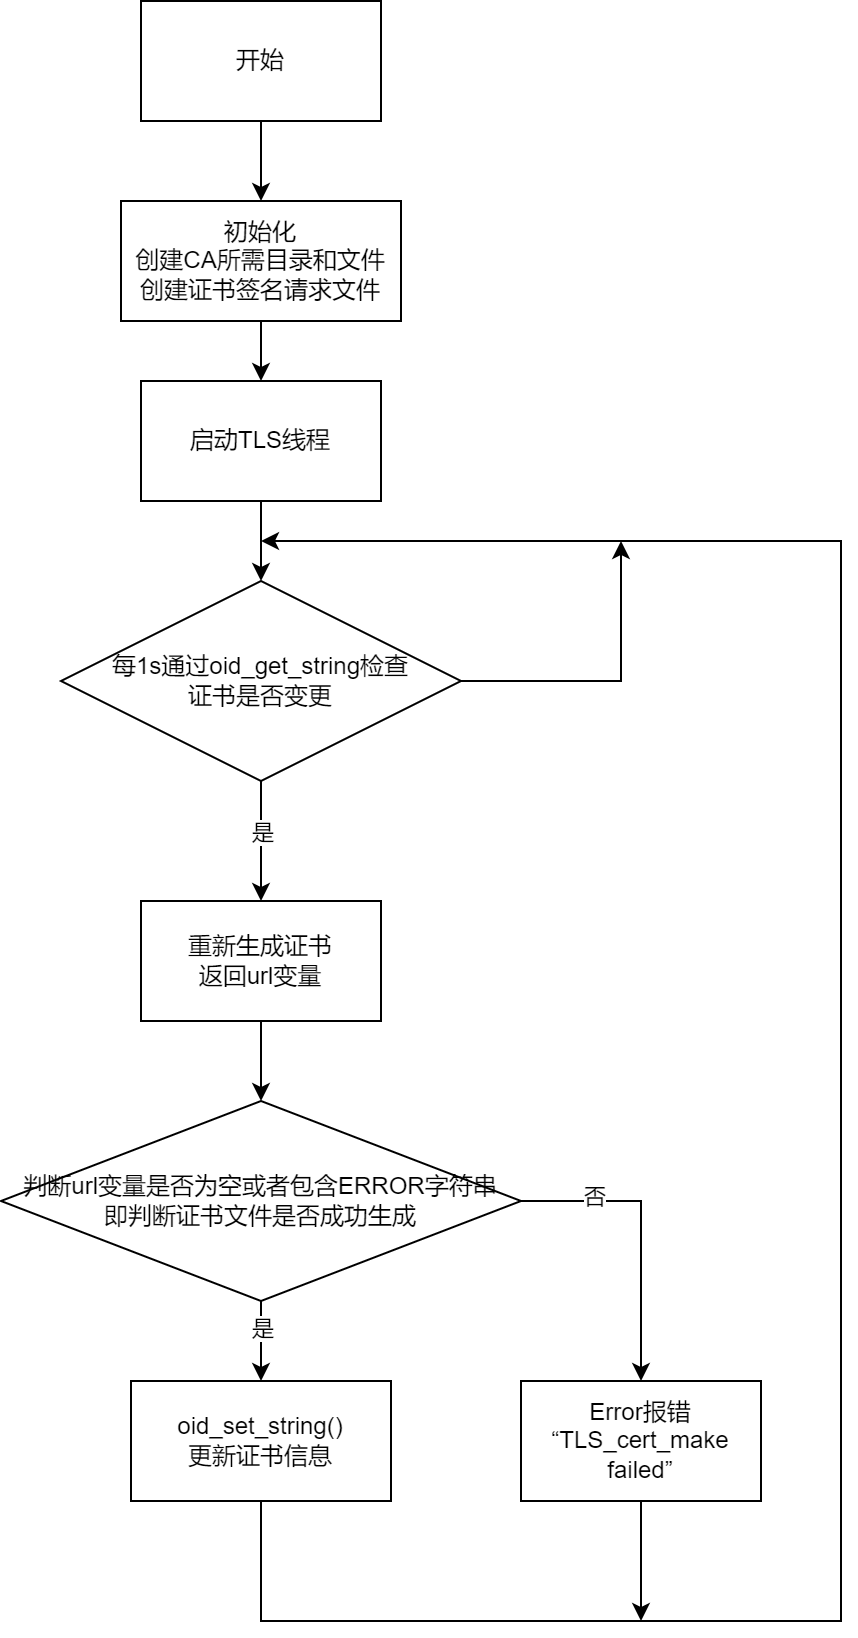 开始
初始化
创建CA所需目录和文件
创建证书签名请求文件
启动TLS线程
每1s通过oid_get_string检查
证书是否变更
是
重新生成证书
返回url变量
判断url变量是否为空或者包含ERROR字符串
即判断证书文件是否成功生成
否
是
oid_set_string()
更新证书信息
Error报错
“TLS_cert_make
failed”